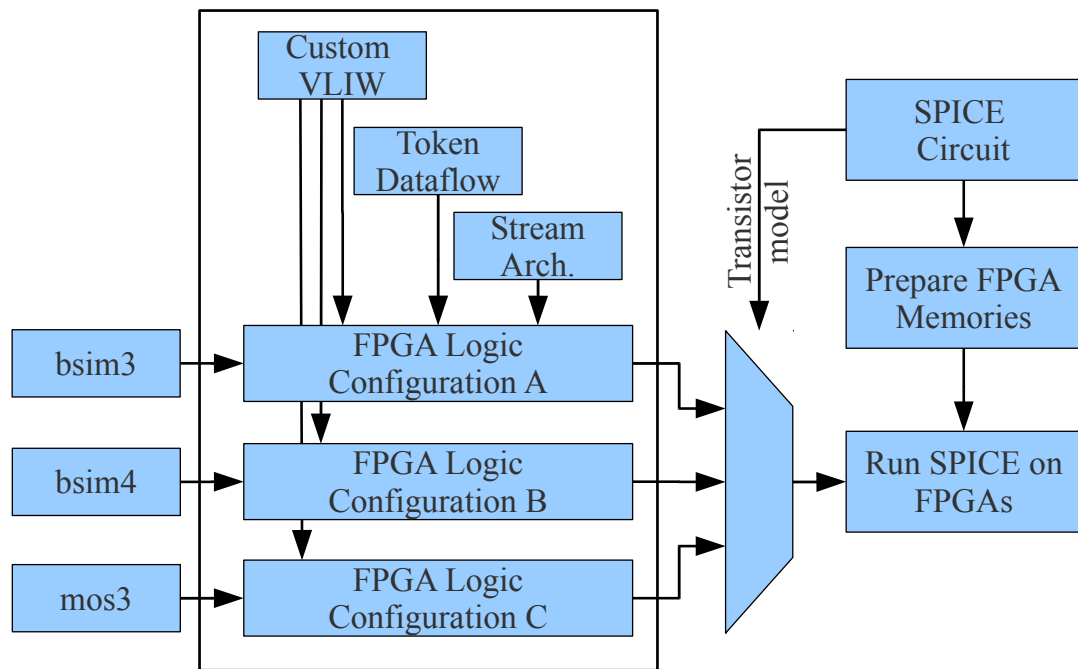 Custom
VLIW
Token
Dataflow
Stream
Arch.
SPICE
Circuit
Transistor
model
Prepare FPGA
Memories
bsim3
FPGA Logic
Configuration A
bsim4
FPGA Logic
Configuration B
Run SPICE on
FPGAs
mos3
FPGA Logic
Configuration C